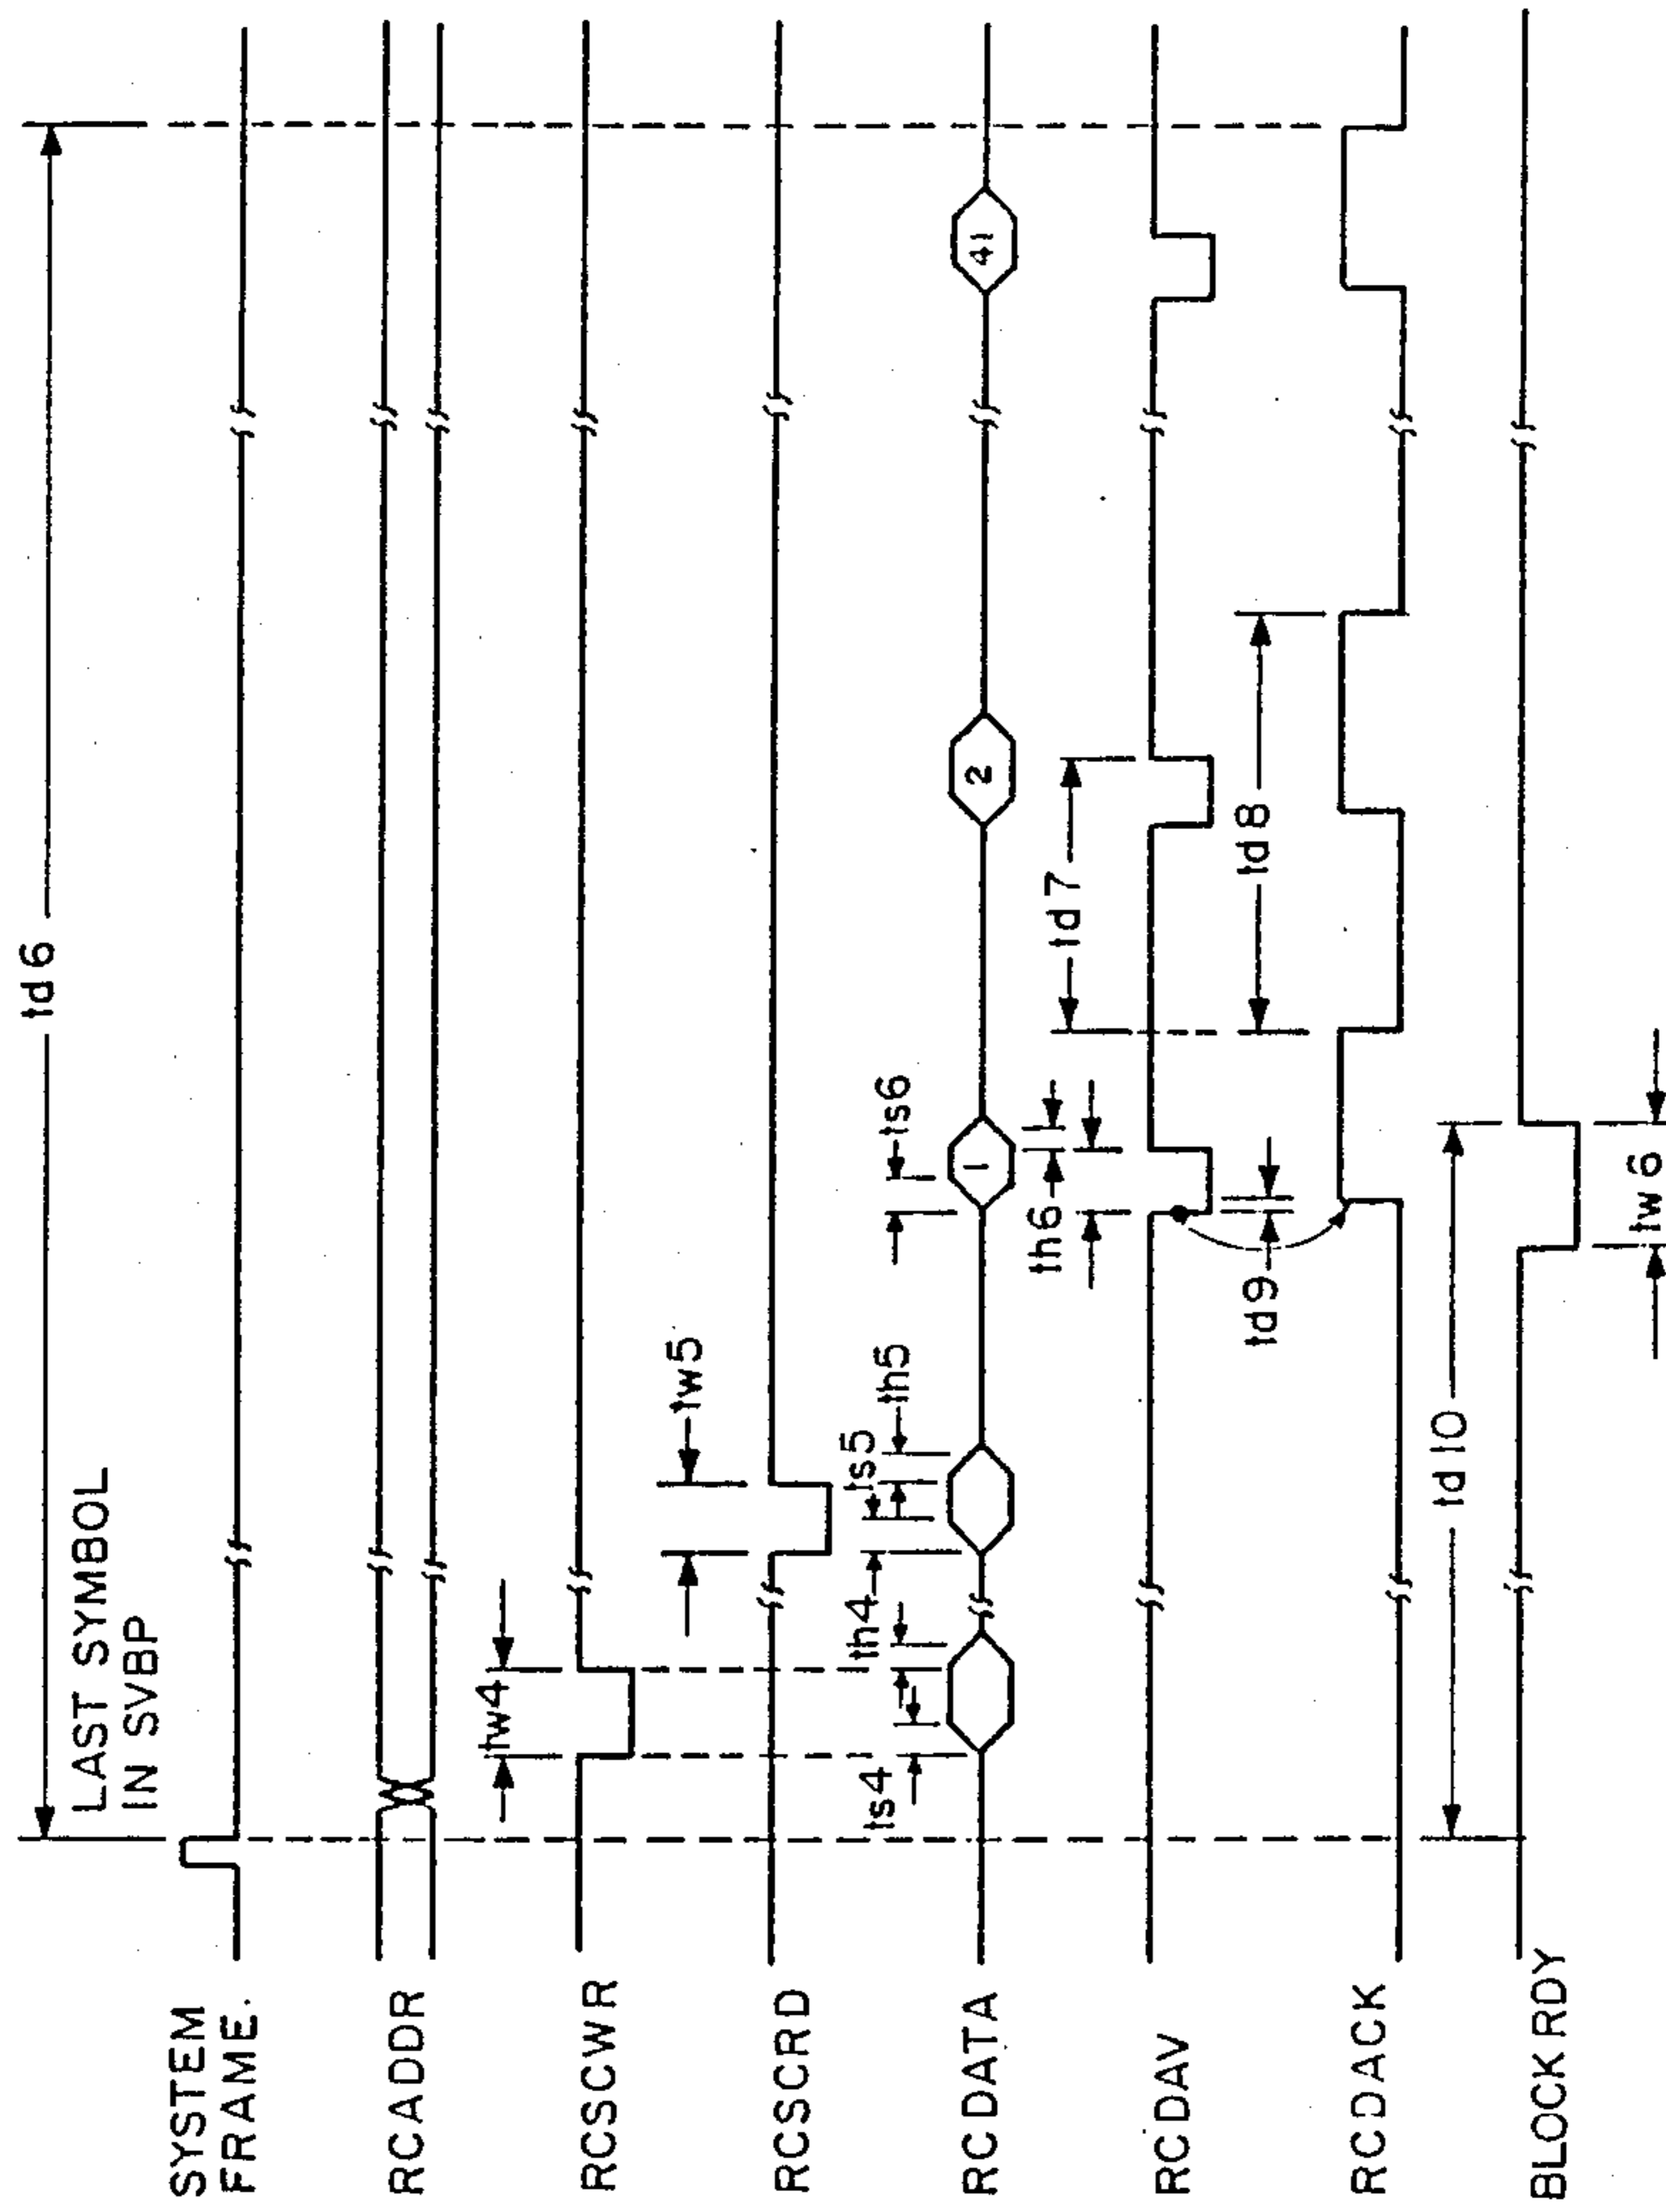 td6
LAST SYMBOL
IN SVBP
SYSTEM
FRAME.
RCADDR
tw4
RCSCWR
tw5
RCSCRD
ts4
th4
ts5
th5
ts6
RCDATA
1
2
41
th6
td7
RCDAV
td9
td8
RCDACK
td10
BLOCK RDY
tw6